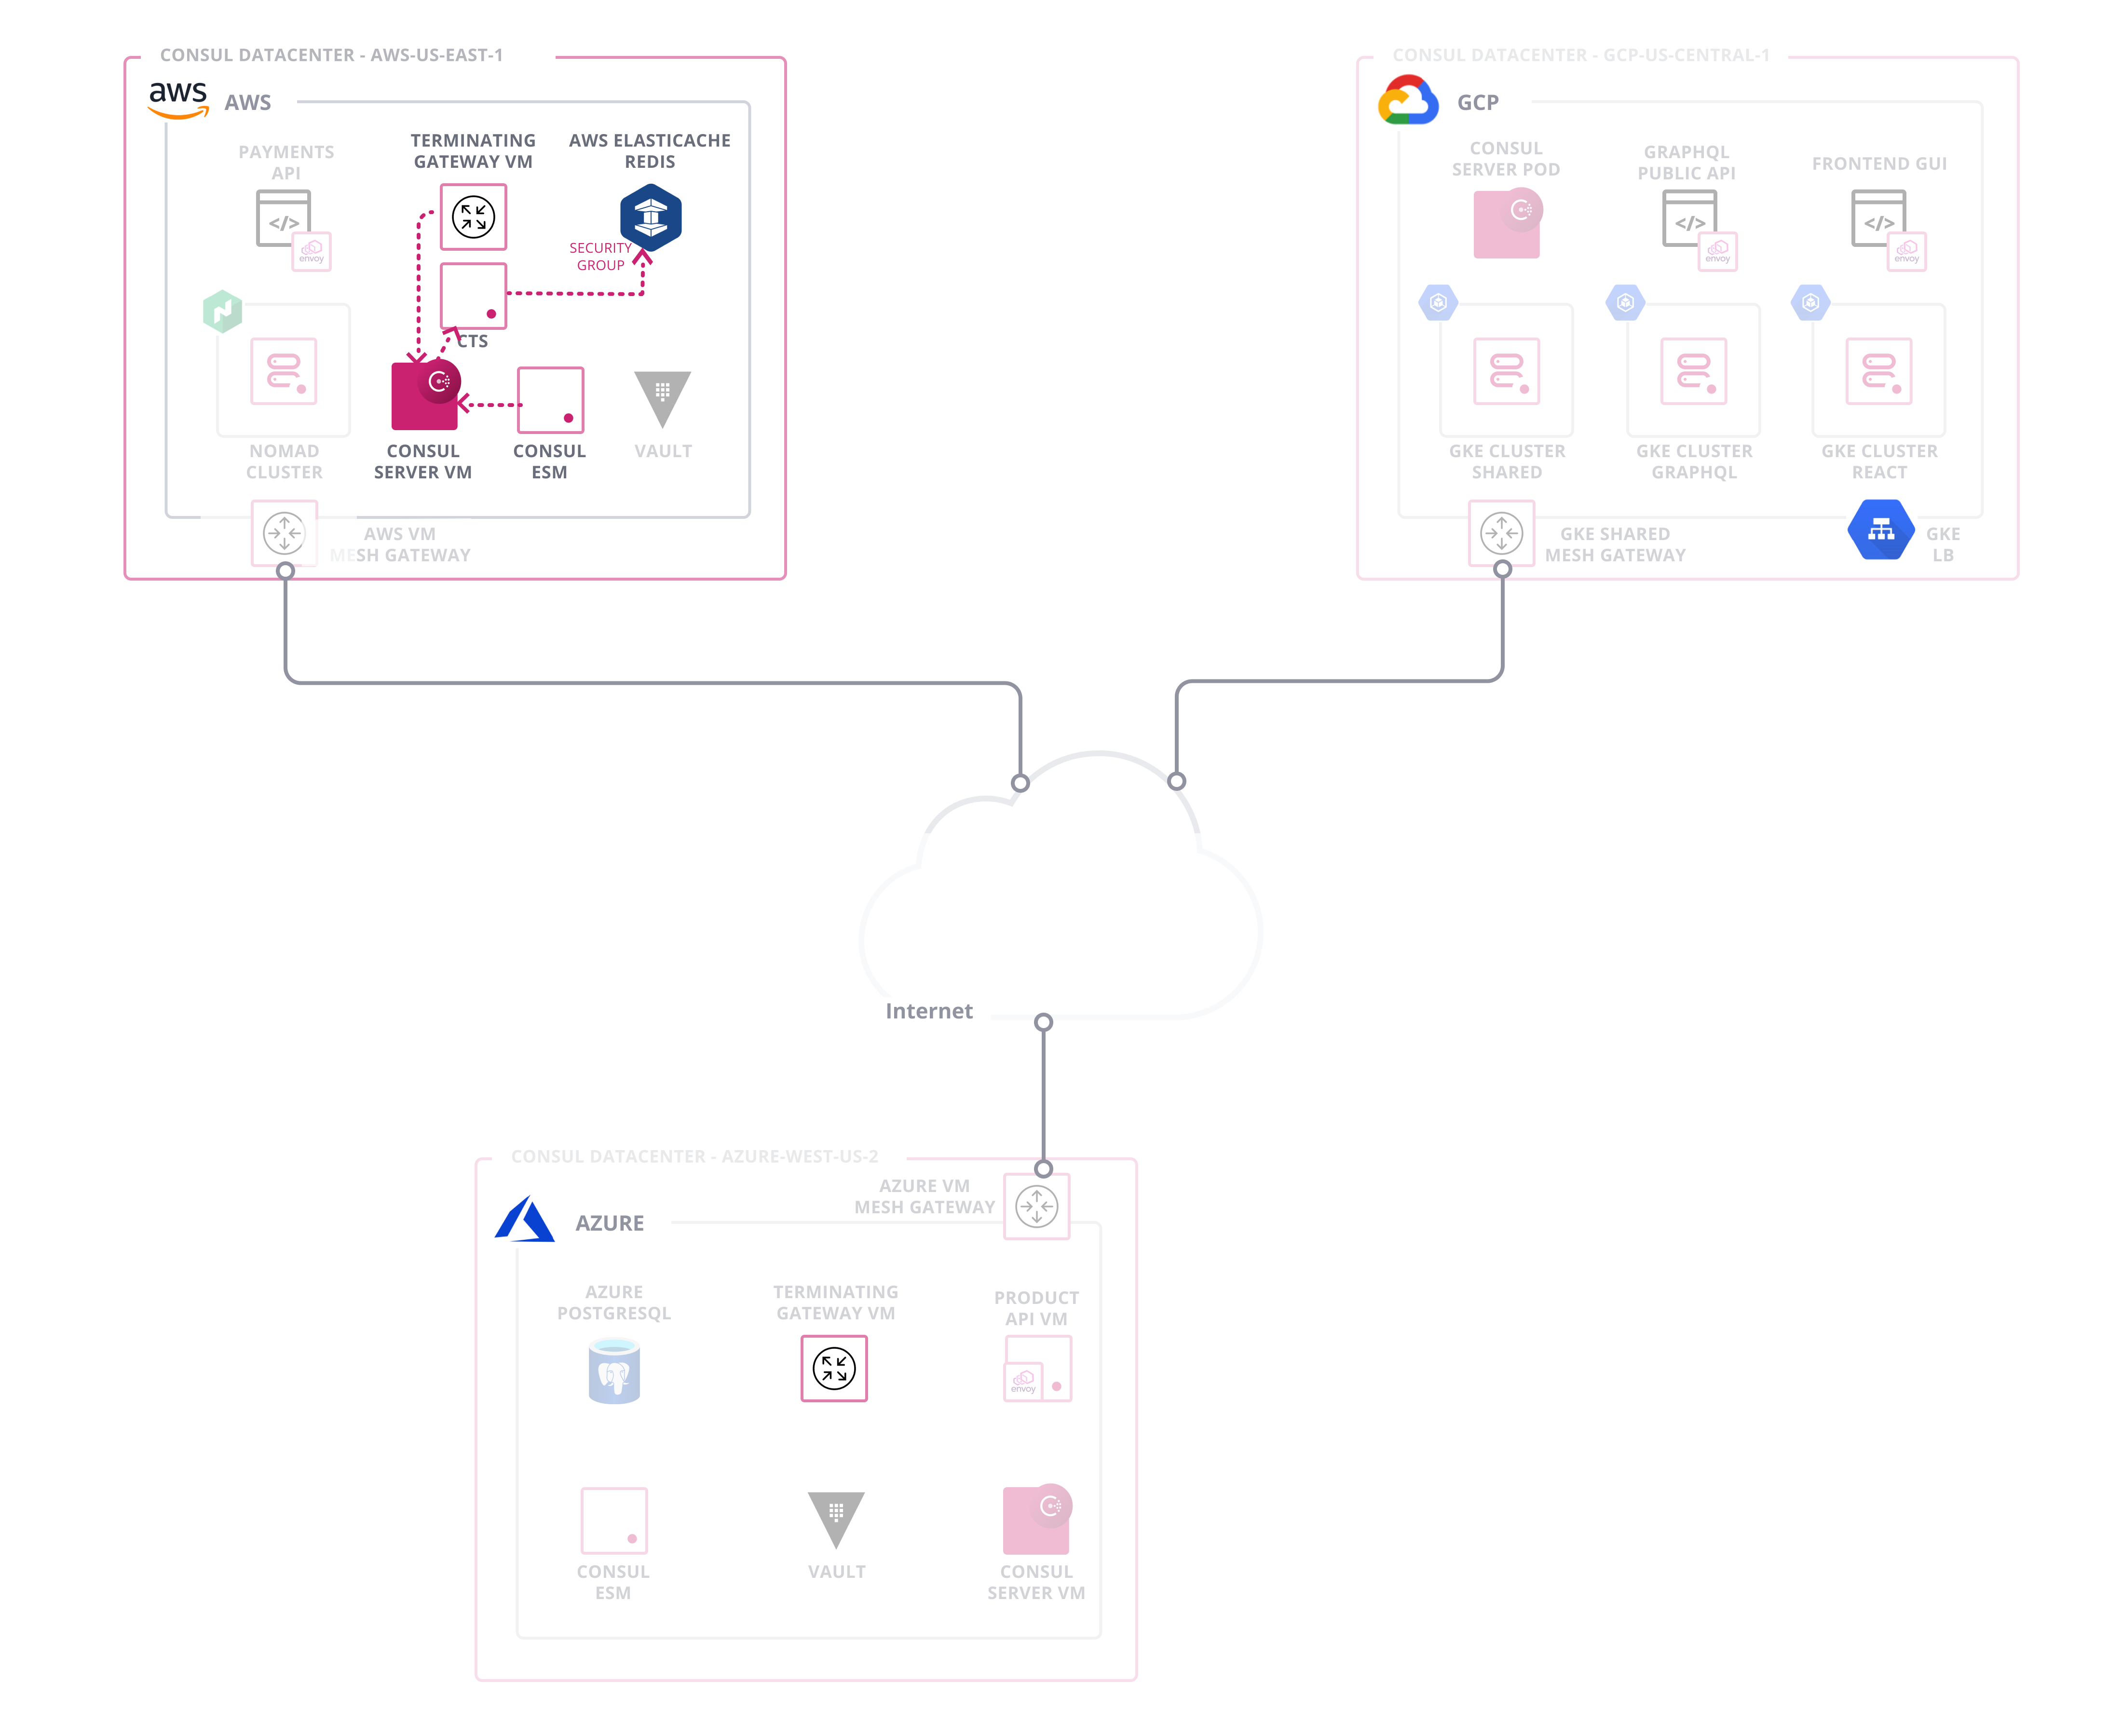 CONSUL DATACENTER - AWS-US-EAST-1
aws
AWS
PAYMENTS
API
</>
envoy
TERMINATING
GATEWAY VM
AWS ELASTICACHE
REDIS
SECURITY
GROUP
CTS
NOMAD
CLUSTER
CONSUL
SERVER VM
CONSUL
ESM
VAULT
AWS VM
MESH GATEWAY
CONSUL DATACENTER - GCP-US-CENTRAL-1
GCP
CONSUL
SERVER POD
GRAPHQL
PUBLIC API
</>
envoy
FRONTEND GUI
</>
envoy
GKE CLUSTER
SHARED
GKE CLUSTER
GRAPHQL
GKE CLUSTER
REACT
GKE SHARED
MESH GATEWAY
GKE
LB
Internet
CONSUL DATACENTER - AZURE-WEST-US-2
AZURE VM
MESH GATEWAY
AZURE
AZURE
POSTGRESQL
TERMINATING
GATEWAY VM
PRODUCT
API VM
envoy
CONSUL
ESM
VAULT
CONSUL
SERVER VM